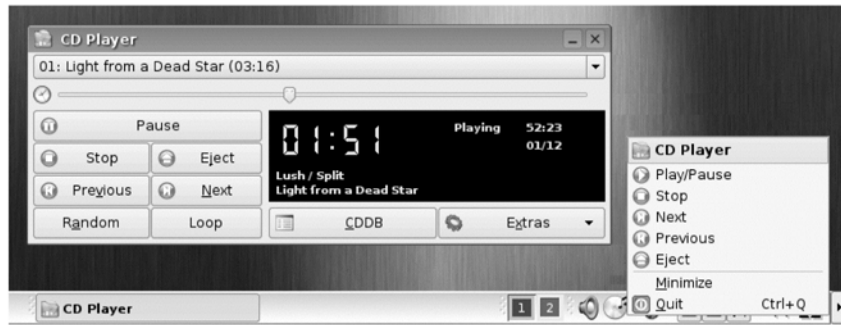 CD Player
01: Light from a Dead Star (03:16)
Pause
Stop
Eject
Previous
Next
Random
Loop
01:51
Playing
52:23
01/12
Lush / Split
Light from a Dead Star
CDDB
Extras
CD Player
Play/Pause
Stop
Next
Previous
Eject
Minimize
Quit Ctrl+Q
CD Player
1
2